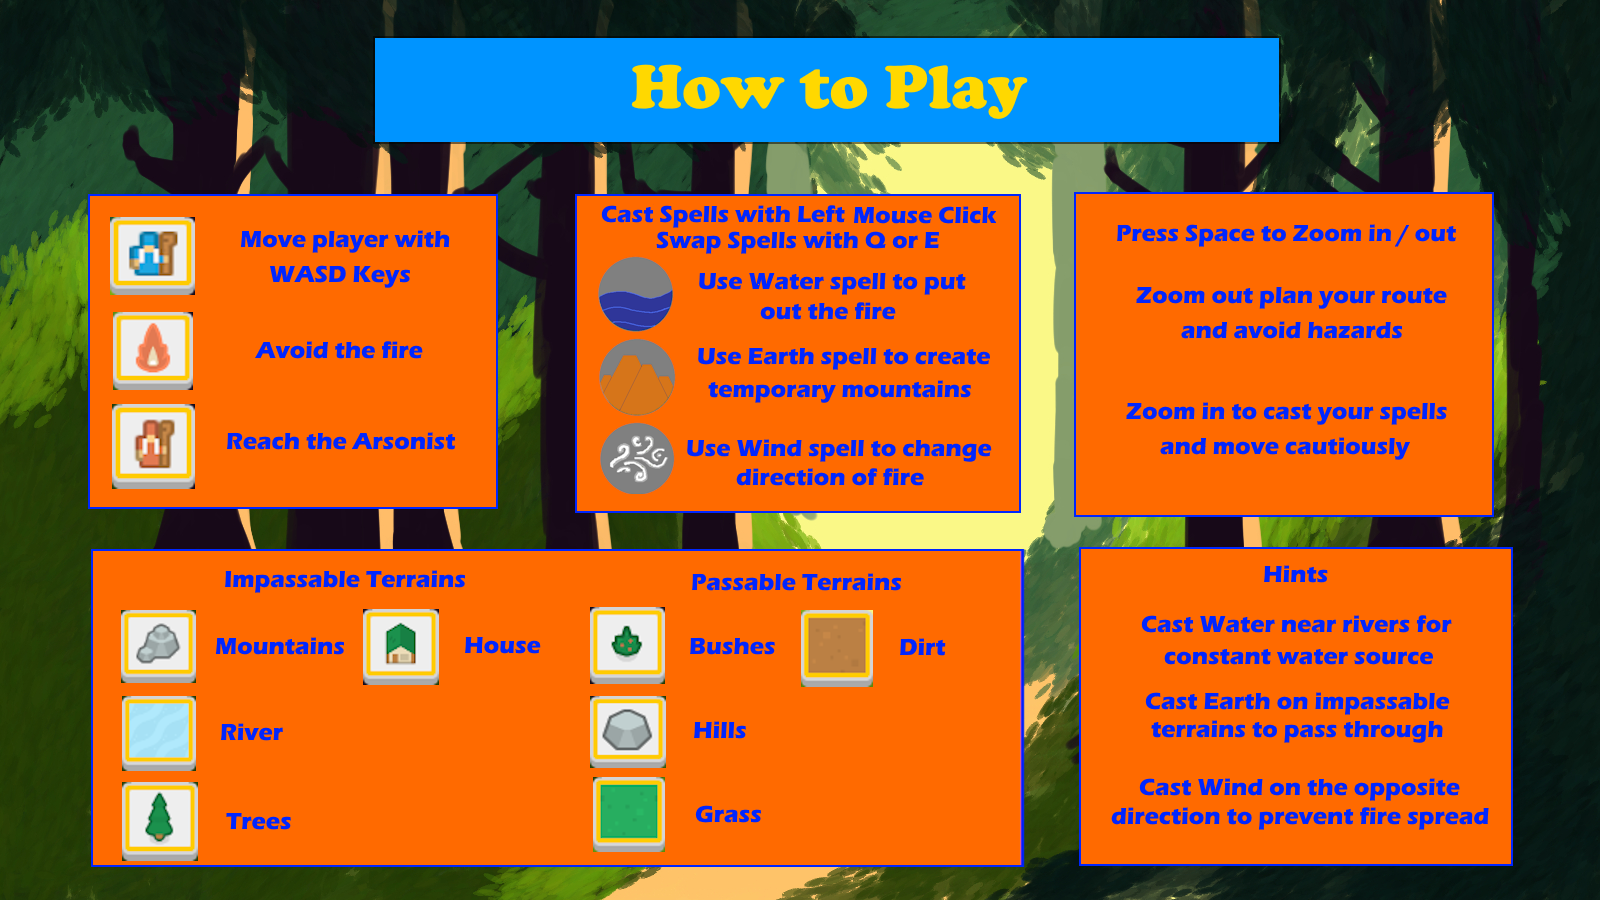 How to Play
Move player with
WASD Keys
Avoid the fire
Reach the Arsonist
Cast Spells with Left Mouse Click
Swap Spells with Q or E
Use Water spell to put
out the fire
Use Earth spell to create
temporary mountains
Use Wind spell to change
direction of fire
Press Space to Zoom in / out
Zoom out plan your route
and avoid hazards
Zoom in to cast your spells
and move cautiously
Impassable Terrains
Mountains
House
River
Trees
Passable Terrains
Bushes
Dirt
Hills
Grass
Hints
Cast Water near rivers for
constant water source
Cast Earth on impassable
terrains to pass through
Cast Wind on the opposite
direction to prevent fire spread